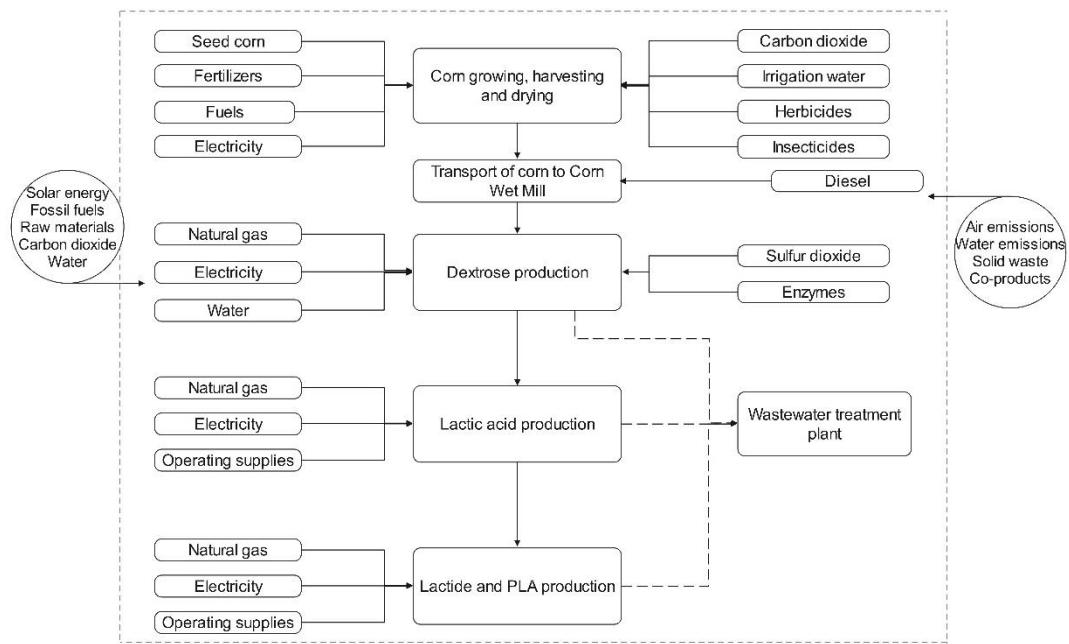 Seed corn
Fertilizers
Fuels
Electricity
Corn growing, harvesting
and drying
Carbon dioxide
Irrigation water
Herbicides
Insecticides
Transport of corn to Corn
Wet Mill
Diesel
Solar energy
Fossil fuels
Raw materials
Carbon dioxide
Water
Air emissions
Water emissions
Solid waste
Co-products
Natural gas
Electricity
Water
Dextrose production
Sulfur dioxide
Enzymes
Natural gas
Electricity
Operating supplies
Lactic acid production
Wastewater treatment
plant
Natural gas
Electricity
Operating supplies
Lactide and PLA production